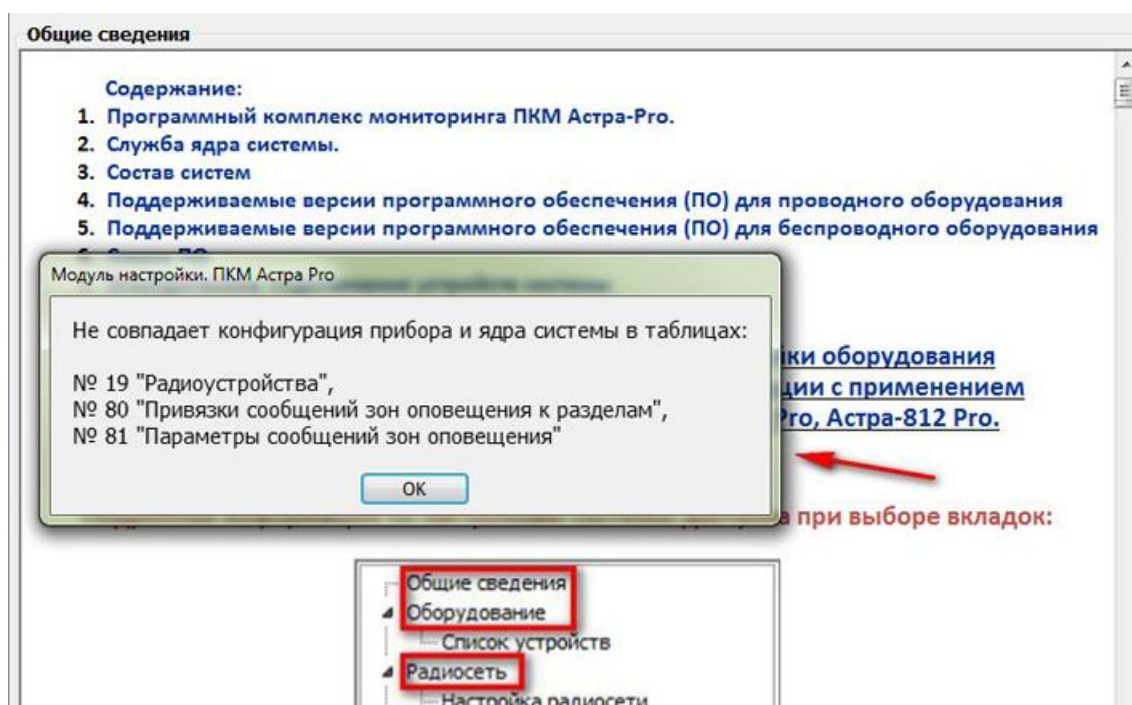 Общие сведения
Содержание:
1. Программный комплекс мониторинга ПКМ Астра-Pro.
2. Служба ядра системы.
3. Состав систем
4. Поддерживаемые версии программного обеспечения (ПО) для проводного оборудования
5. Поддерживаемые версии программного обеспечения (ПО) для беспроводного оборудования
Модуль настройки. ПКМ Астра Pro
Не совпадает конфигурация прибора и ядра системы в таблицах:
№ 19 "Радиоустройства",
№ 80 "Привязки сообщений зон оповещения к разделам",
№ 81 "Параметры сообщений зон оповещения"
OK
оборудования
с применением
Pro, Астра-812 Pro.
при выборе вкладок:
Общие сведения
Оборудование
Список устройств
Радиосеть
Настройка радиосети